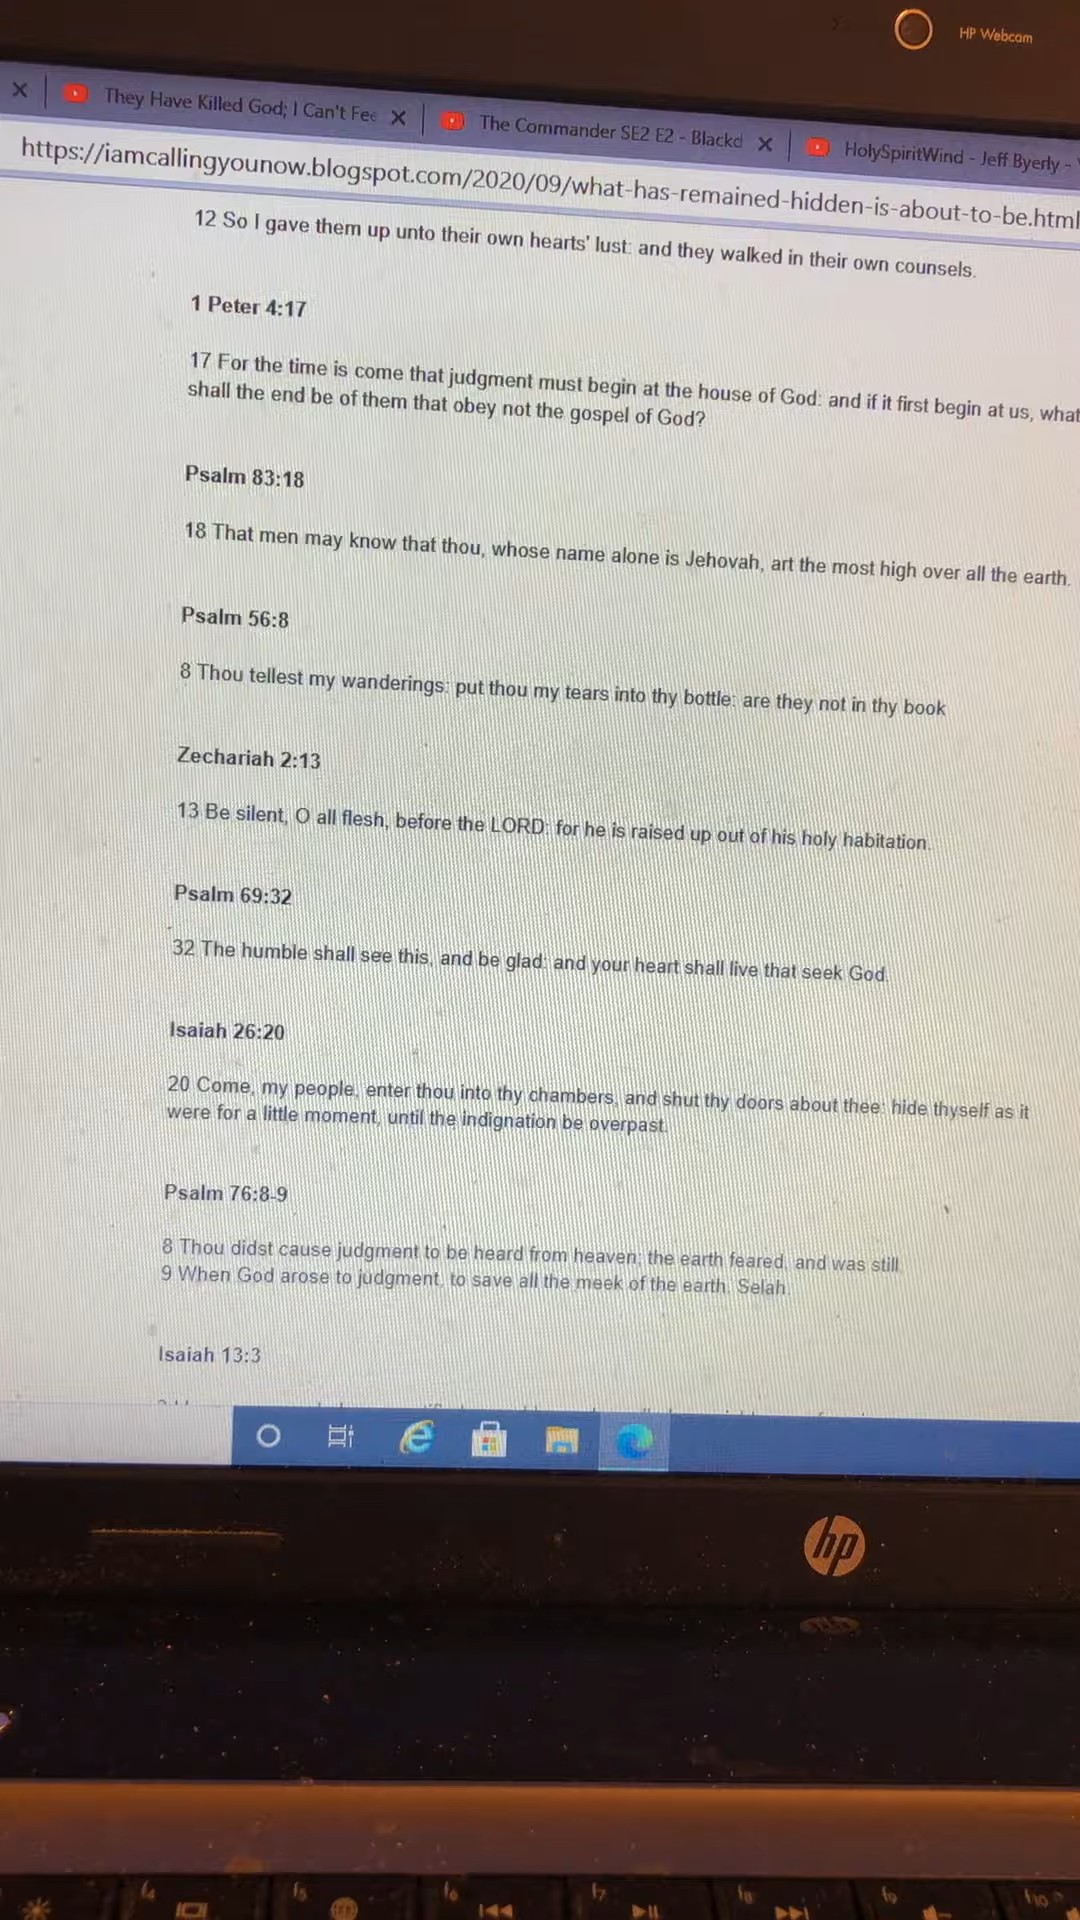 HP Webcam
They Have Killed God; I Can't Fee
The Commander SE2 E2 - Blackd
HolySpiritWind - Jeff Byerly -
https://iamcallingyounow.blogspot.com/2020/09/what-has-remained-hidden-is-about-to-be.html
12 So I gave them up unto their own hearts' lust: and they walked in their own counsels.
1 Peter 4:17
17 For the time is come that judgment must begin at the house of God: and if it first begin at us, what
shall the end be of them that obey not the gospel of God?
Psalm 83:18
18 That men may know that thou, whose name alone is Jehovah, art the most high over all the earth.
Psalm 56:8
8 Thou tellest my wanderings: put thou my tears into thy bottle: are they not in thy book
Zechariah 2:13
13 Be silent, O all flesh, before the LORD: for he is raised up out of his holy habitation.
Psalm 69:32
32 The humble shall see this, and be glad: and your heart shall live that seek God.
Isaiah 26:20
20 Come, my people, enter thou into thy chambers, and shut thy doors about thee: hide thyself as it
were for a little moment, until the indignation be overpast.
Psalm 76:8-9
8 Thou didst cause judgment to be heard from heaven; the earth feared, and was still
9 When God arose to judgment, to save all the meek of the earth. Selah.
Isaiah 13:3
hp
f4 f5 f6 f7 f8 f9 f10